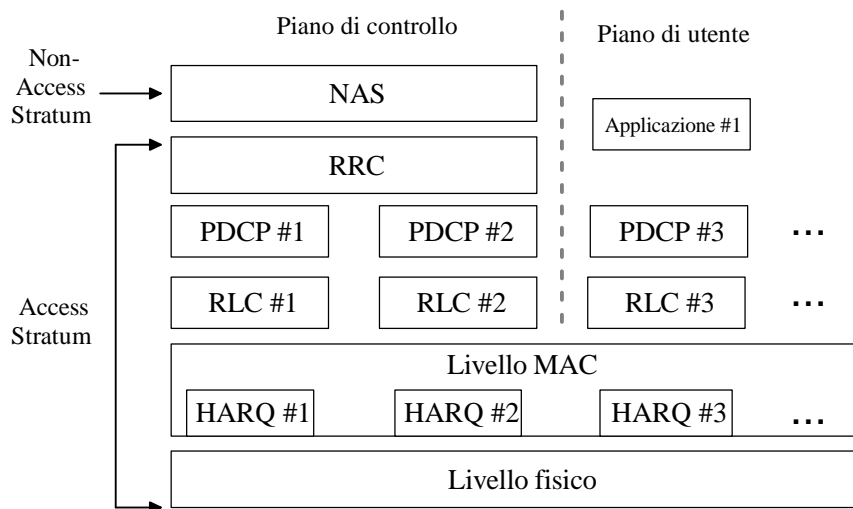 Piano di controllo
Piano di utente
Non-
Access
Stratum
NAS
Applicazione #1
RRC
PDCP #1
PDCP #2
PDCP #3
...
Access
Stratum
RLC #1
RLC #2
RLC #3
...
Livello MAC
HARQ #1
HARQ #2
HARQ #3
...
Livello fisico